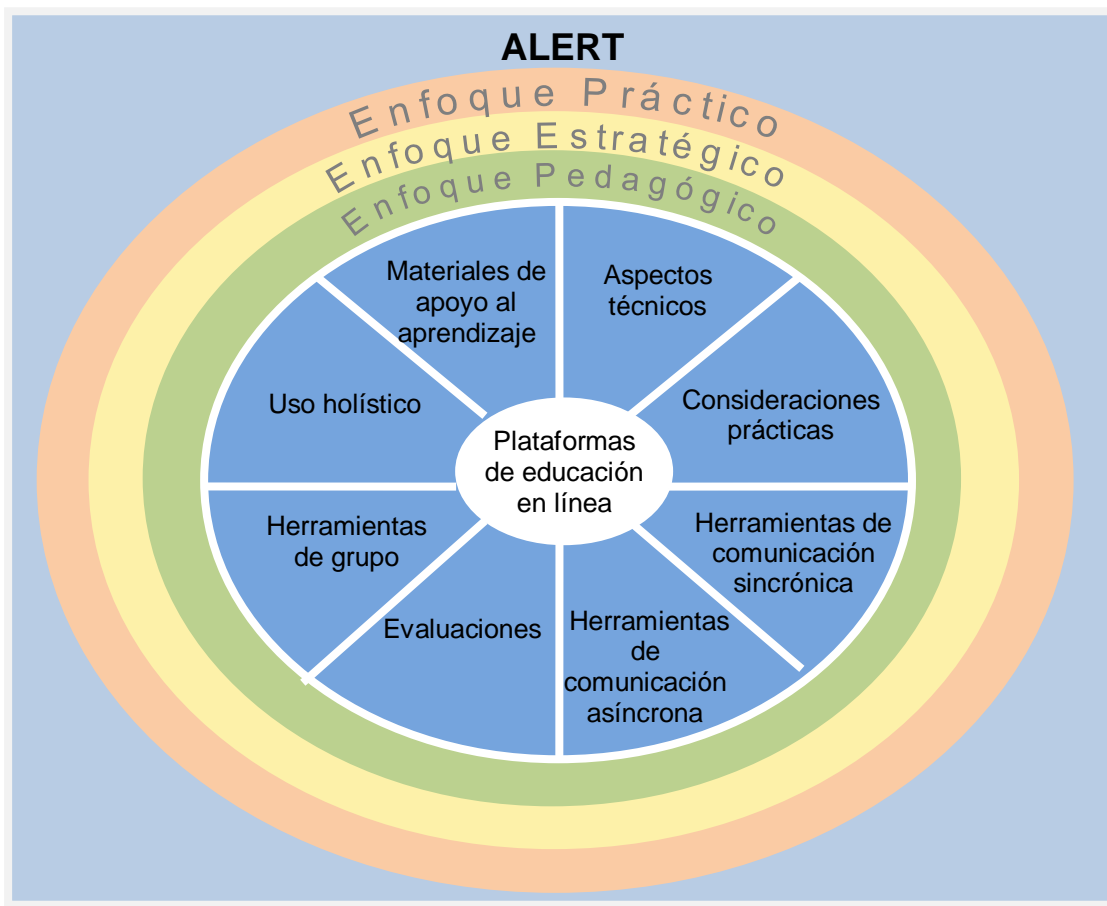 ALERT
Enfoque Práctico
Enfoque Estratégico
Enfoque Pedagógico
Materiales de
apoyo al
aprendizaje
Aspectos
técnicos
Uso holístico
Consideraciones
prácticas
Plataformas
de educación
en línea
Herramientas
de grupo
Herramientas de
comunicación
sincrónica
Evaluaciones
Herramientas
de
comunicación
asíncrona